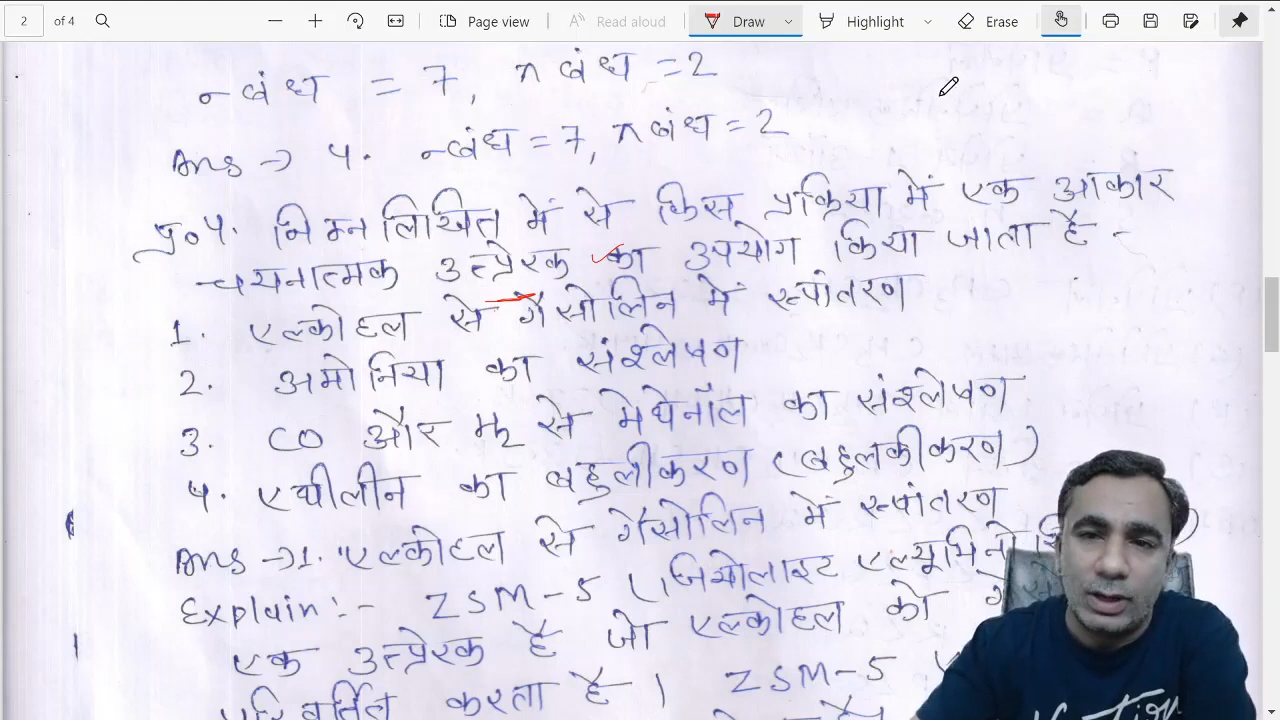 2 of 4 Page view Read aloud Draw Highlight Erase
σ बंध = 7, π बंध = 2
Ans → 4. σ बंध = 7, π बंध = 2
प्र०4. निम्नलिखित में से किस प्रक्रिया में एक आकार
चयनात्मक उत्प्रेरक का उपयोग किया जाता है -
1. एल्कोहल से गैसोलिन में रूपांतरण
2. अमोनिया का संश्लेषण
3. CO और H2 से मेथेनॉल का संश्लेषण
4. एथीलीन का बहुलीकरण (बहुलकीकरण)
Ans → 1. एल्कोहल से गैसोलिन में रूपांतरण
Explain :- ZSM-5 (जियोलाइट एल्यूमिनो
एक उत्प्रेरक है जो एल्कोहल को
परिवर्तित करता है। ZSM-5